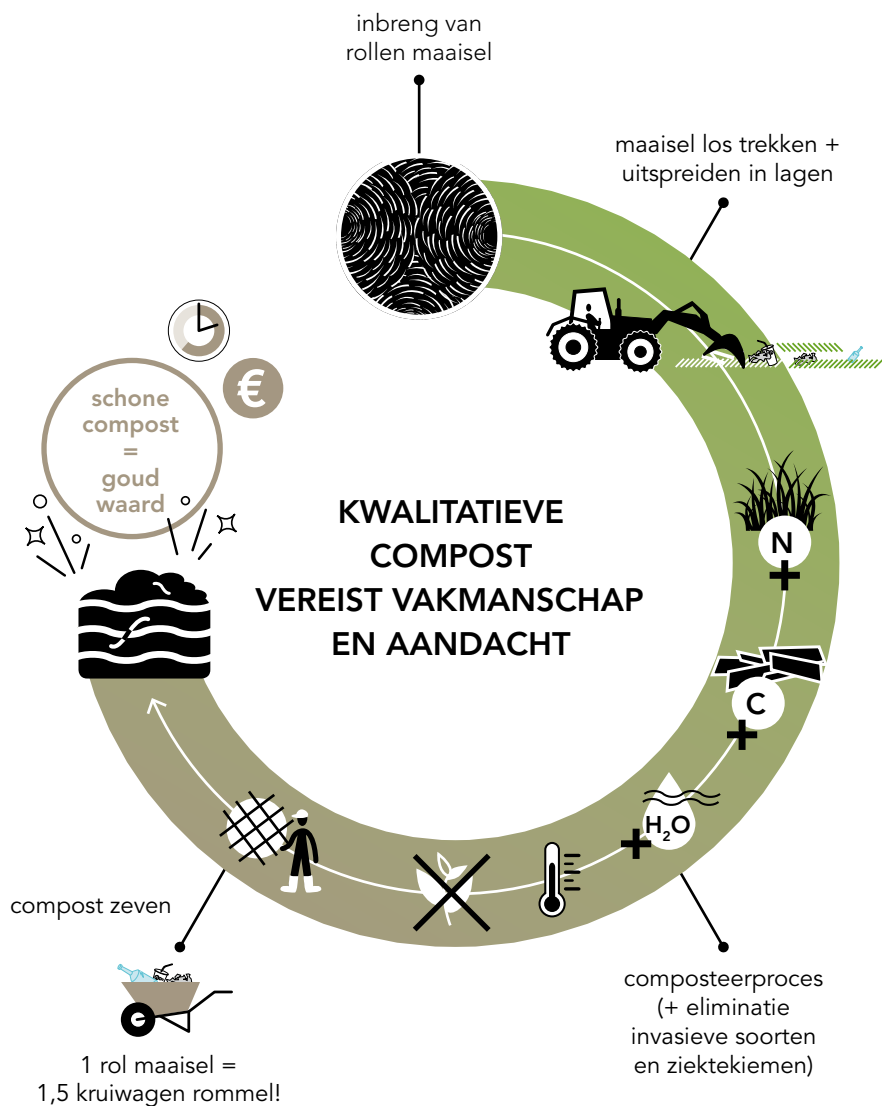 inbreng van
rollen maaisel
maaisel los trekken +
uitspreiden in lagen
€
schone
compost
=
goud
waard
KWALITATIEVE
COMPOST
VEREIST VAKMANSCHAP
EN AANDACHT
N
+
C
+
H₂O
+
compost zeven
composteerproces
(+ eliminatie
invasieve soorten
en ziektekiemen)
1 rol maaisel =
1,5 kruiwagen rommel!